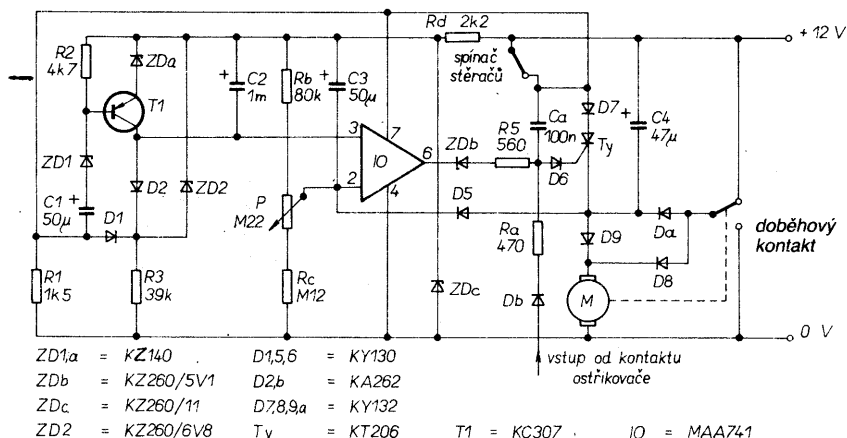 Rd 2k2
+12 V
R2
4k7
ZDa
T1
C2
1m
Rb
80k
C3
50μ
spínač
stěračů
D7
Ca
100n
Ty
C4
47μ
3
7
IO
6
2
4
ZDb
R5
560
D6
ZD1
D2
ZD2
C1
50μ
D1
P
M22
D5
Ra
470
Da
D9
D8
doběhový
kontakt
R1
1k5
R3
39k
Rc
M12
ZDc
Db
M
0 V
vstup od kontaktu
ostřikovače
ZD1,a = KZ140 D1,5,6 = KY130
ZDb = KZ260/5V1 D2,b = KA262
ZDc = KZ260/11 D7,8,9,a = KY132
ZD2 = KZ260/6V8 Ty = KT206 T1 = KC307 IO = MAA741